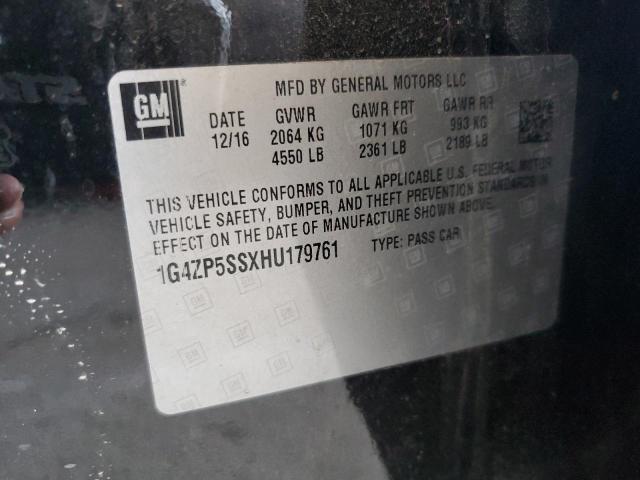 GM
MFD BY GENERAL MOTORS LLC
DATE GVWR GAWR FRT GAWR RR
12/16 2064 KG 1071 KG 993 KG
4550 LB 2361 LB 2189 LB
THIS VEHICLE CONFORMS TO ALL APPLICABLE U.S. FEDERAL MOTOR
VEHICLE SAFETY, BUMPER, AND THEFT PREVENTION STANDARDS IN
EFFECT ON THE DATE OF MANUFACTURE SHOWN ABOVE.
1G4ZP5SSXHU179761 TYPE: PASS CAR